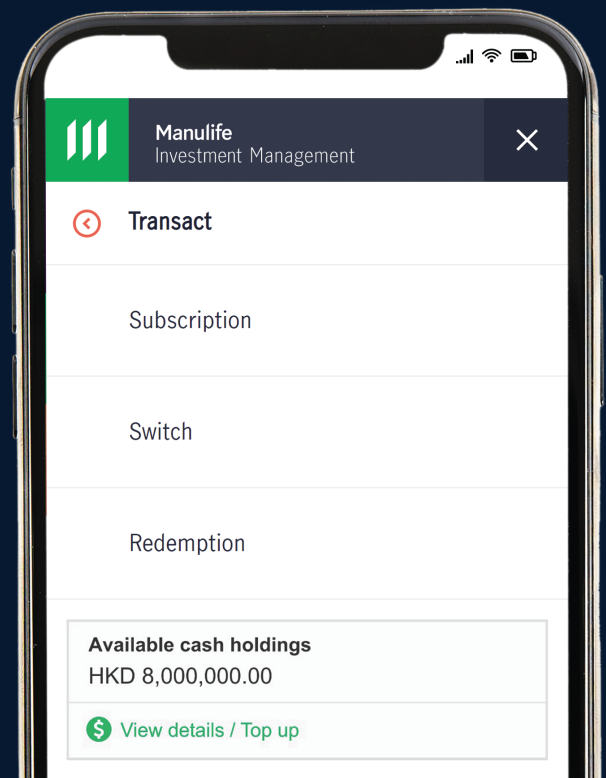 Manulife
Investment Management
Transact
Subscription
Switch
Redemption
Available cash holdings
HKD 8,000,000.00
View details / Top up